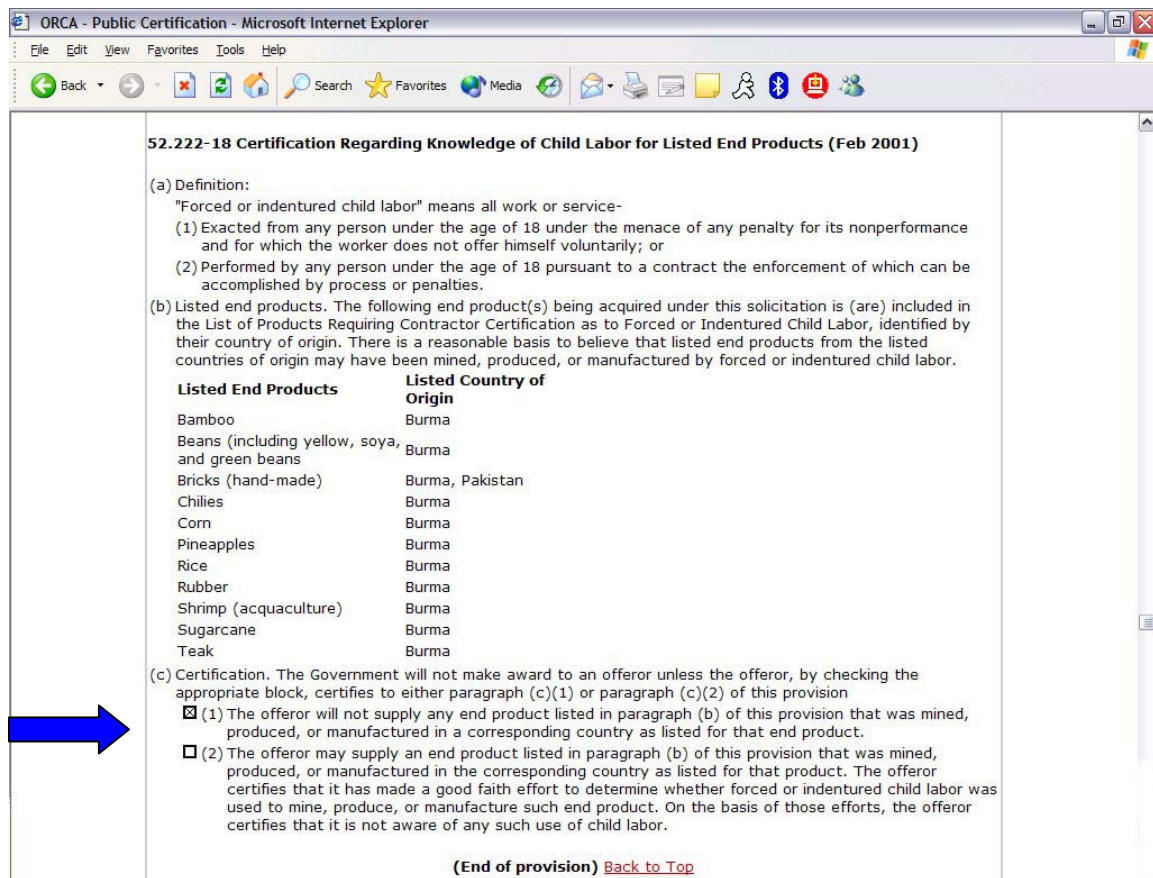 ORCA - Public Certification - Microsoft Internet Explorer
File Edit View Favorites Tools Help
Back Search Favorites Media
52.222-18 Certification Regarding Knowledge of Child Labor for Listed End Products (Feb 2001)
(a) Definition:
"Forced or indentured child labor" means all work or service-
(1) Exacted from any person under the age of 18 under the menace of any penalty for its nonperformance
and for which the worker does not offer himself voluntarily; or
(2) Performed by any person under the age of 18 pursuant to a contract the enforcement of which can be
accomplished by process or penalties.
(b) Listed end products. The following end product(s) being acquired under this solicitation is (are) included in
the List of Products Requiring Contractor Certification as to Forced or Indentured Child Labor, identified by
their country of origin. There is a reasonable basis to believe that listed end products from the listed
countries of origin may have been mined, produced, or manufactured by forced or indentured child labor.
Listed End Products Listed Country of
Origin
Bamboo Burma
Beans (including yellow, soya,
and green beans Burma
Bricks (hand-made) Burma, Pakistan
Chilies Burma
Corn Burma
Pineapples Burma
Rice Burma
Rubber Burma
Shrimp (acquaculture) Burma
Sugarcane Burma
Teak Burma
(c) Certification. The Government will not make award to an offeror unless the offeror, by checking the
appropriate block, certifies to either paragraph (c)(1) or paragraph (c)(2) of this provision
(1) The offeror will not supply any end product listed in paragraph (b) of this provision that was mined,
produced, or manufactured in a corresponding country as listed for that end product.
(2) The offeror may supply an end product listed in paragraph (b) of this provision that was mined,
produced, or manufactured in the corresponding country as listed for that product. The offeror
certifies that it has made a good faith effort to determine whether forced or indentured child labor was
used to mine, produce, or manufacture such end product. On the basis of those efforts, the offeror
certifies that it is not aware of any such use of child labor.
(End of provision) Back to Top